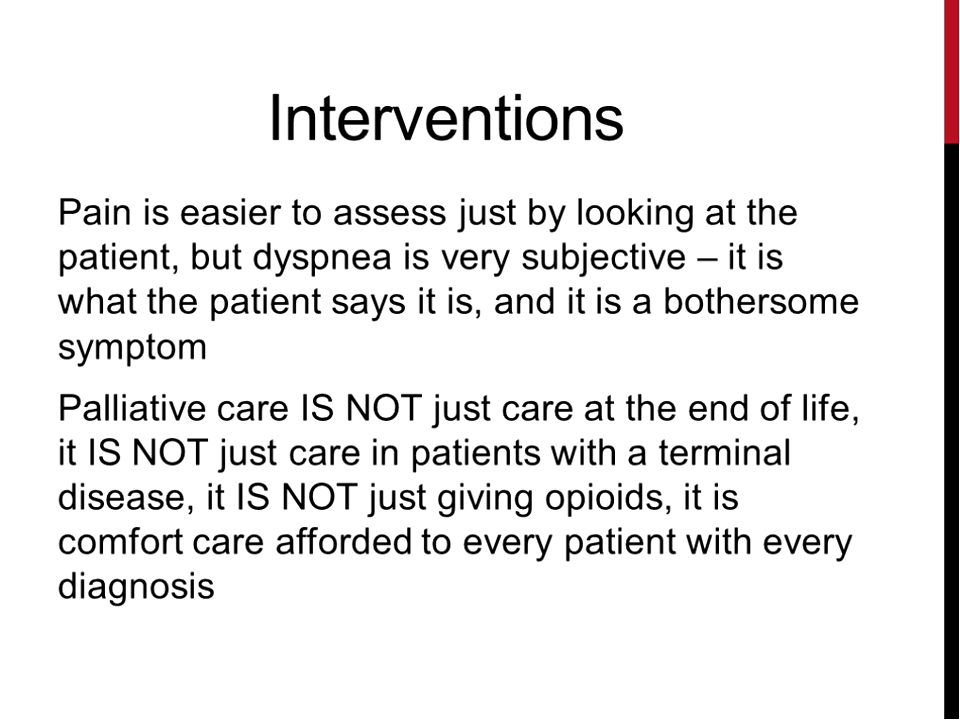 Interventions
Pain is easier to assess just by looking at the
patient, but dyspnea is very subjective – it is
what the patient says it is, and it is a bothersome
symptom
Palliative care IS NOT just care at the end of life,
it IS NOT just care in patients with a terminal
disease, it IS NOT just giving opioids, it is
comfort care afforded to every patient with every
diagnosis